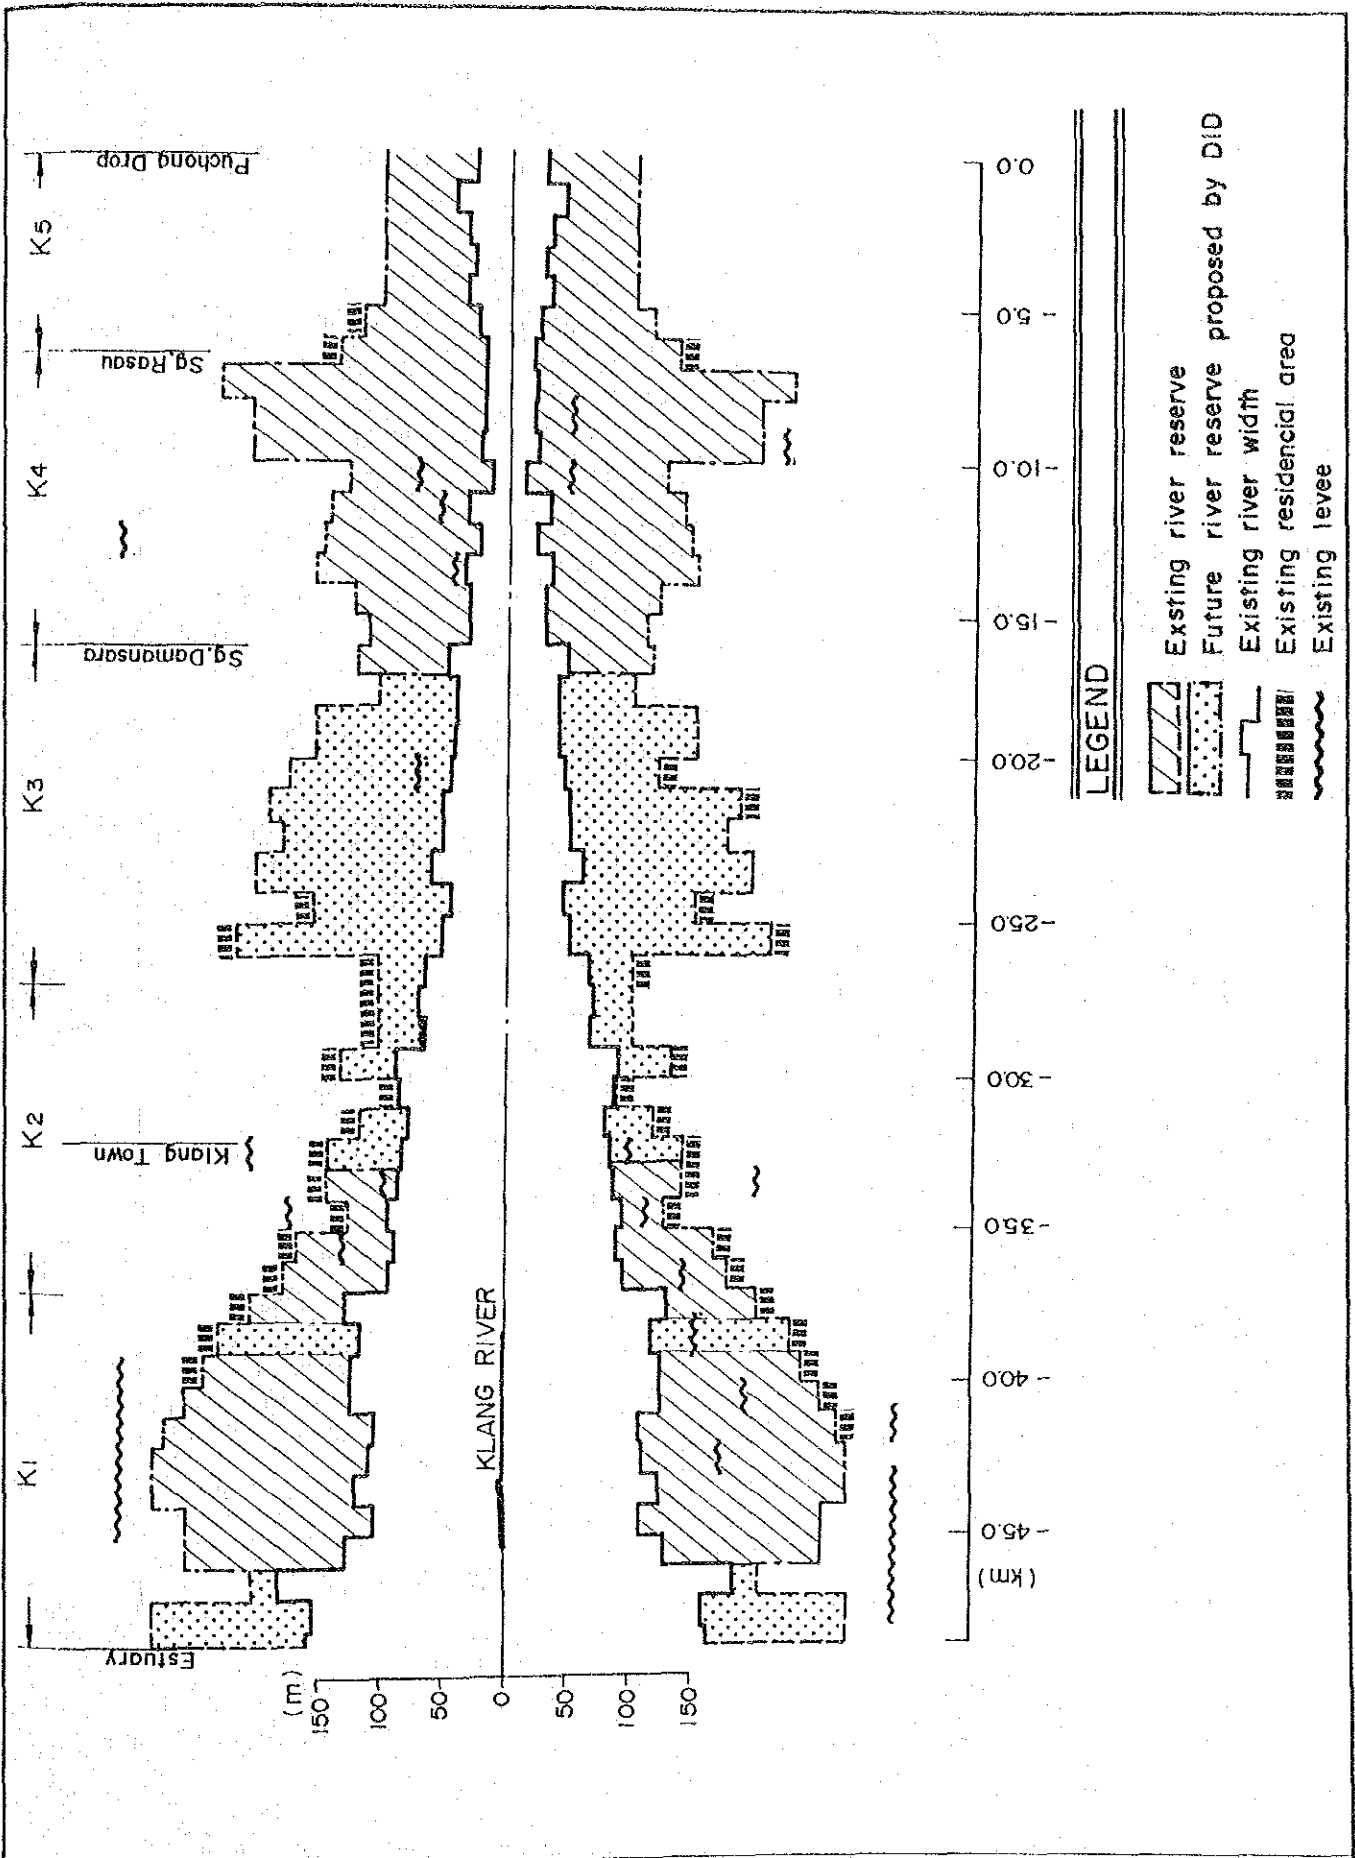 K1
K2
K3
K4
K5
Estuary
Klang Town
Sg.Damansara
Sg.Rasau
Puchong Drop
KLANG RIVER
(m)
150
100
50
0
50
100
150
(km)
-45.0
-40.0
-35.0
-30.0
-25.0
-20.0
-15.0
-10.0
-5.0
0.0
LEGEND
Exsting river reserve
Future river reserve proposed by DID
Existing river width
Existing residencial area
Existing levee